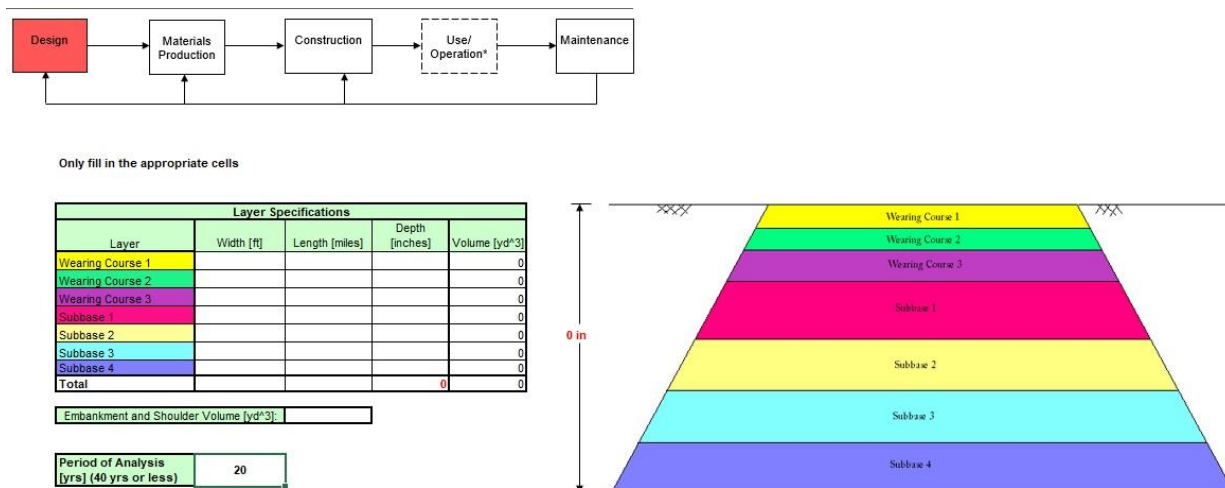 Design
Materials
Production
Construction
Use/
Operation*
Maintenance
Only fill in the appropriate cells
Layer Specifications
Layer Width [ft] Length [miles] Depth [inches] Volume [yd^3]
Wearing Course 1 0
Wearing Course 2 0
Wearing Course 3 0
Subbase 1 0
Subbase 2 0
Subbase 3 0
Subbase 4 0
Total 0 0
Embankment and Shoulder Volume [yd^3]:
Period of Analysis
[yrs] (40 yrs or less)
20
0 in
Wearing Course 1
Wearing Course 2
Wearing Course 3
Subbase 1
Subbase 2
Subbase 3
Subbase 4